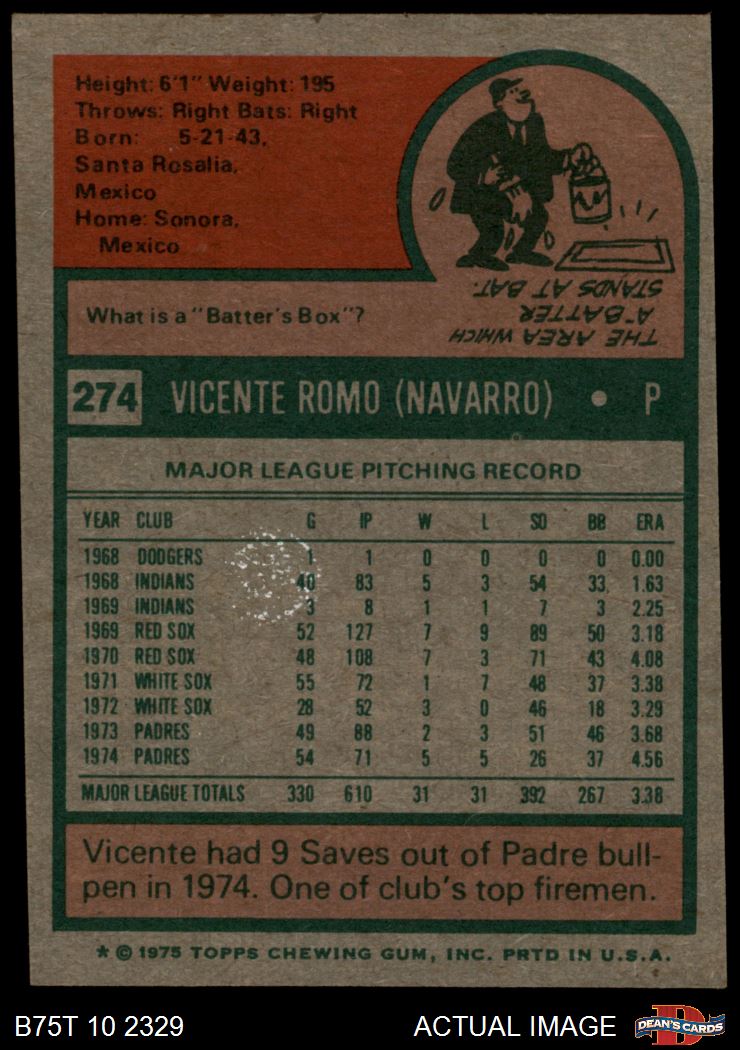 Height: 6'1" Weight: 195
Throws: Right Bats: Right
Born: 5-21-43,
Santa Rosalia,
Mexico
Home: Sonora,
Mexico
What is a "Batter's Box"?
THE AREA WHICH
A BATTER
STANDS AT BAT.
274 VICENTE ROMO (NAVARRO) • P
MAJOR LEAGUE PITCHING RECORD
YEAR CLUB G IP W L SO BB ERA
1968 DODGERS 1 1 0 0 0 0 0.00
1968 INDIANS 40 83 5 3 54 33 1.63
1969 INDIANS 3 8 1 1 7 3 2.25
1969 RED SOX 52 127 7 9 89 50 3.18
1970 RED SOX 48 108 7 3 71 43 4.08
1971 WHITE SOX 55 72 1 7 48 37 3.38
1972 WHITE SOX 28 52 3 0 46 18 3.29
1973 PADRES 49 88 2 3 51 46 3.68
1974 PADRES 54 71 5 5 26 37 4.56
MAJOR LEAGUE TOTALS 330 610 31 31 392 267 3.38
Vicente had 9 Saves out of Padre bull-
pen in 1974. One of club's top firemen.
* © 1975 TOPPS CHEWING GUM, INC. PRTD IN U.S.A.
B75T 10 2329 ACTUAL IMAGE DEAN'S CARDS